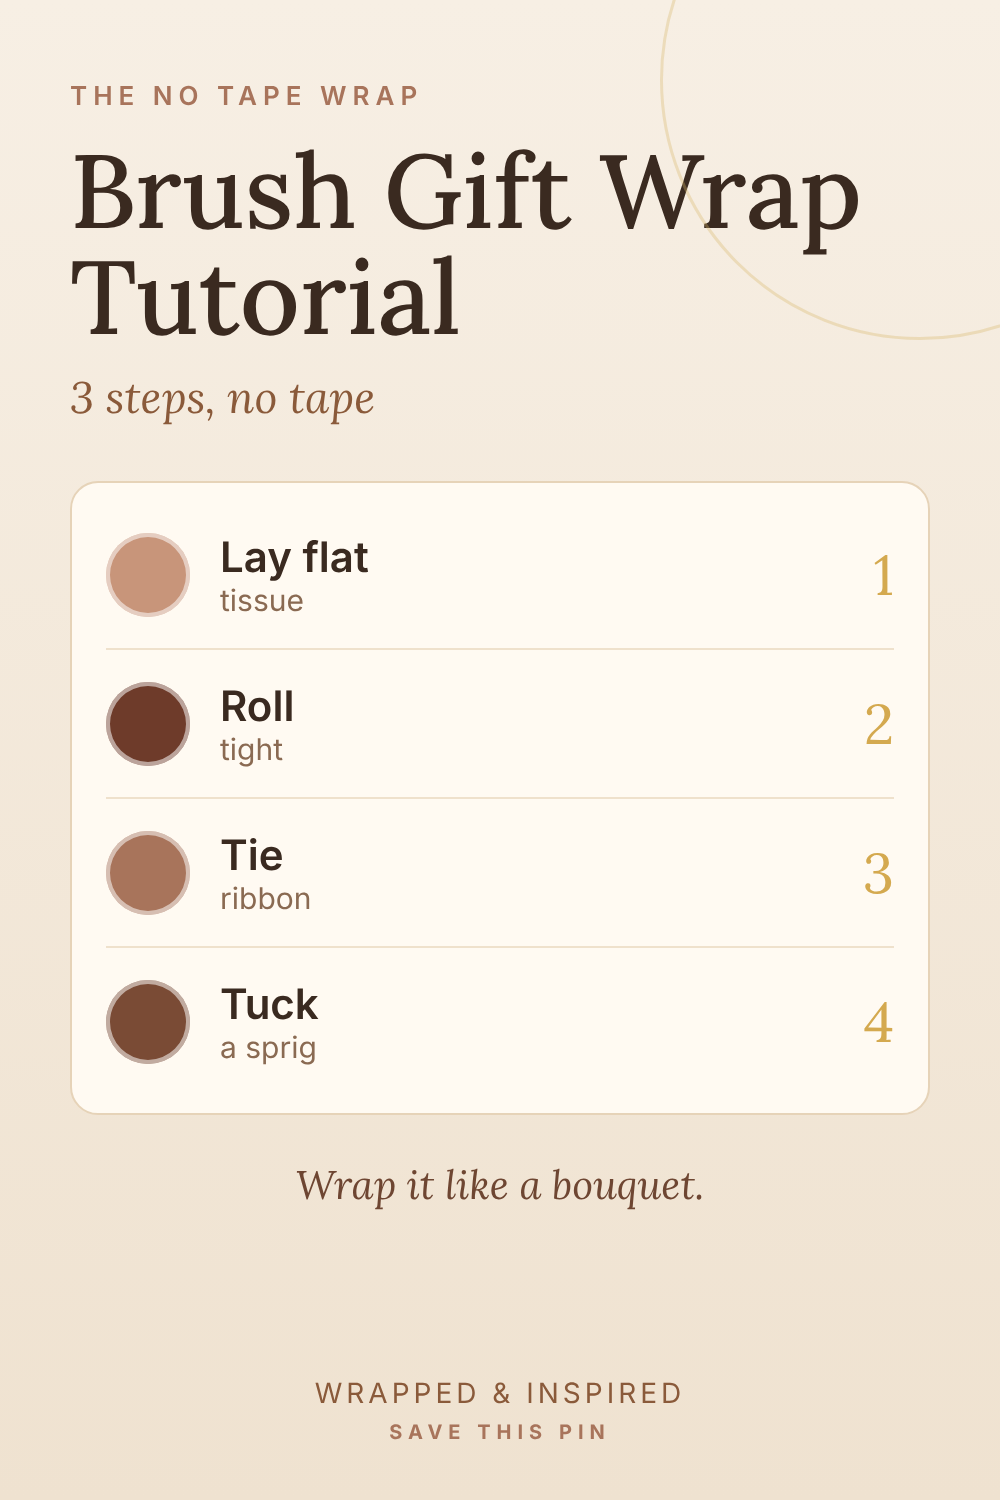 THE NO TAPE WRAP
Brush Gift Wrap
Tutorial
3 steps, no tape
Lay flat
tissue
1
Roll
tight
2
Tie
ribbon
3
Tuck
a sprig
4
Wrap it like a bouquet.
WRAPPED & INSPIRED
SAVE THIS PIN